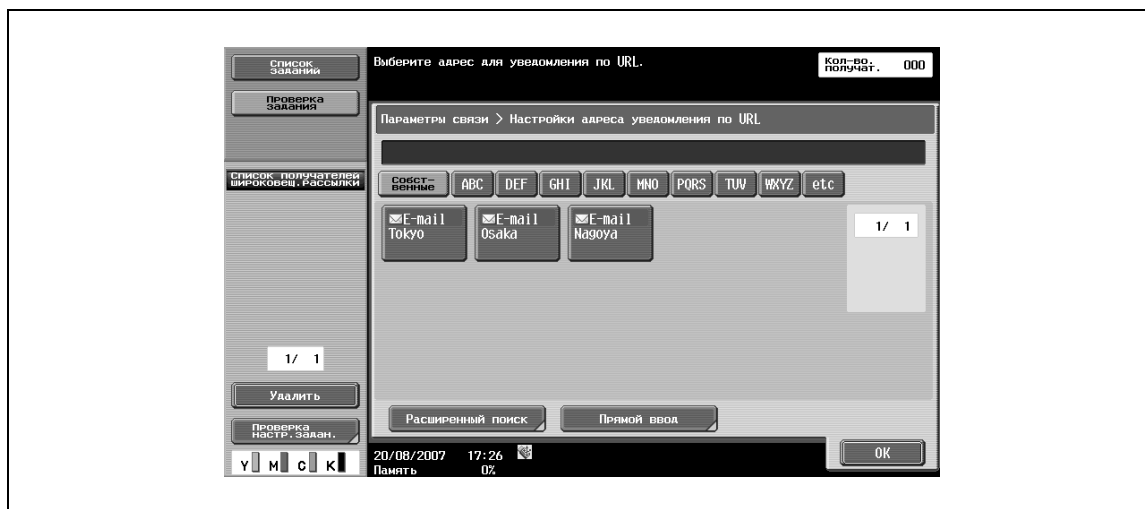 Список
заданий
Проверка
задания
Список получателей
широковещ.рассылки
1/ 1
Удалить
Проверка
настр.задан.
Y M C K
Выберите адрес для уведомления по URL.
Кол-во.
получат. 000
Параметры связи > Настройки адреса уведомления по URL
Собст-
венные ABC DEF GHI JKL MNO PQRS TUV WXYZ etc
E-mail E-mail E-mail
Tokyo Osaka Nagoya
1/ 1
Расширенный поиск Прямой ввод
20/08/2007 17:26
Память 0%
OK